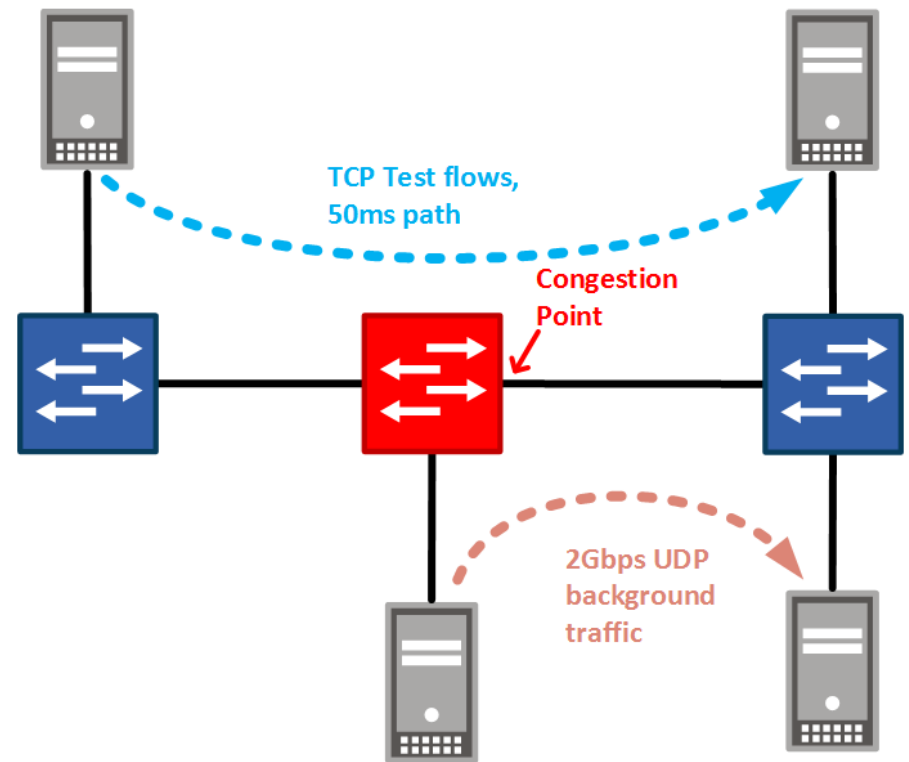 TCP Test flows,
50ms path
Congestion
Point
2Gbps UDP
background
traffic